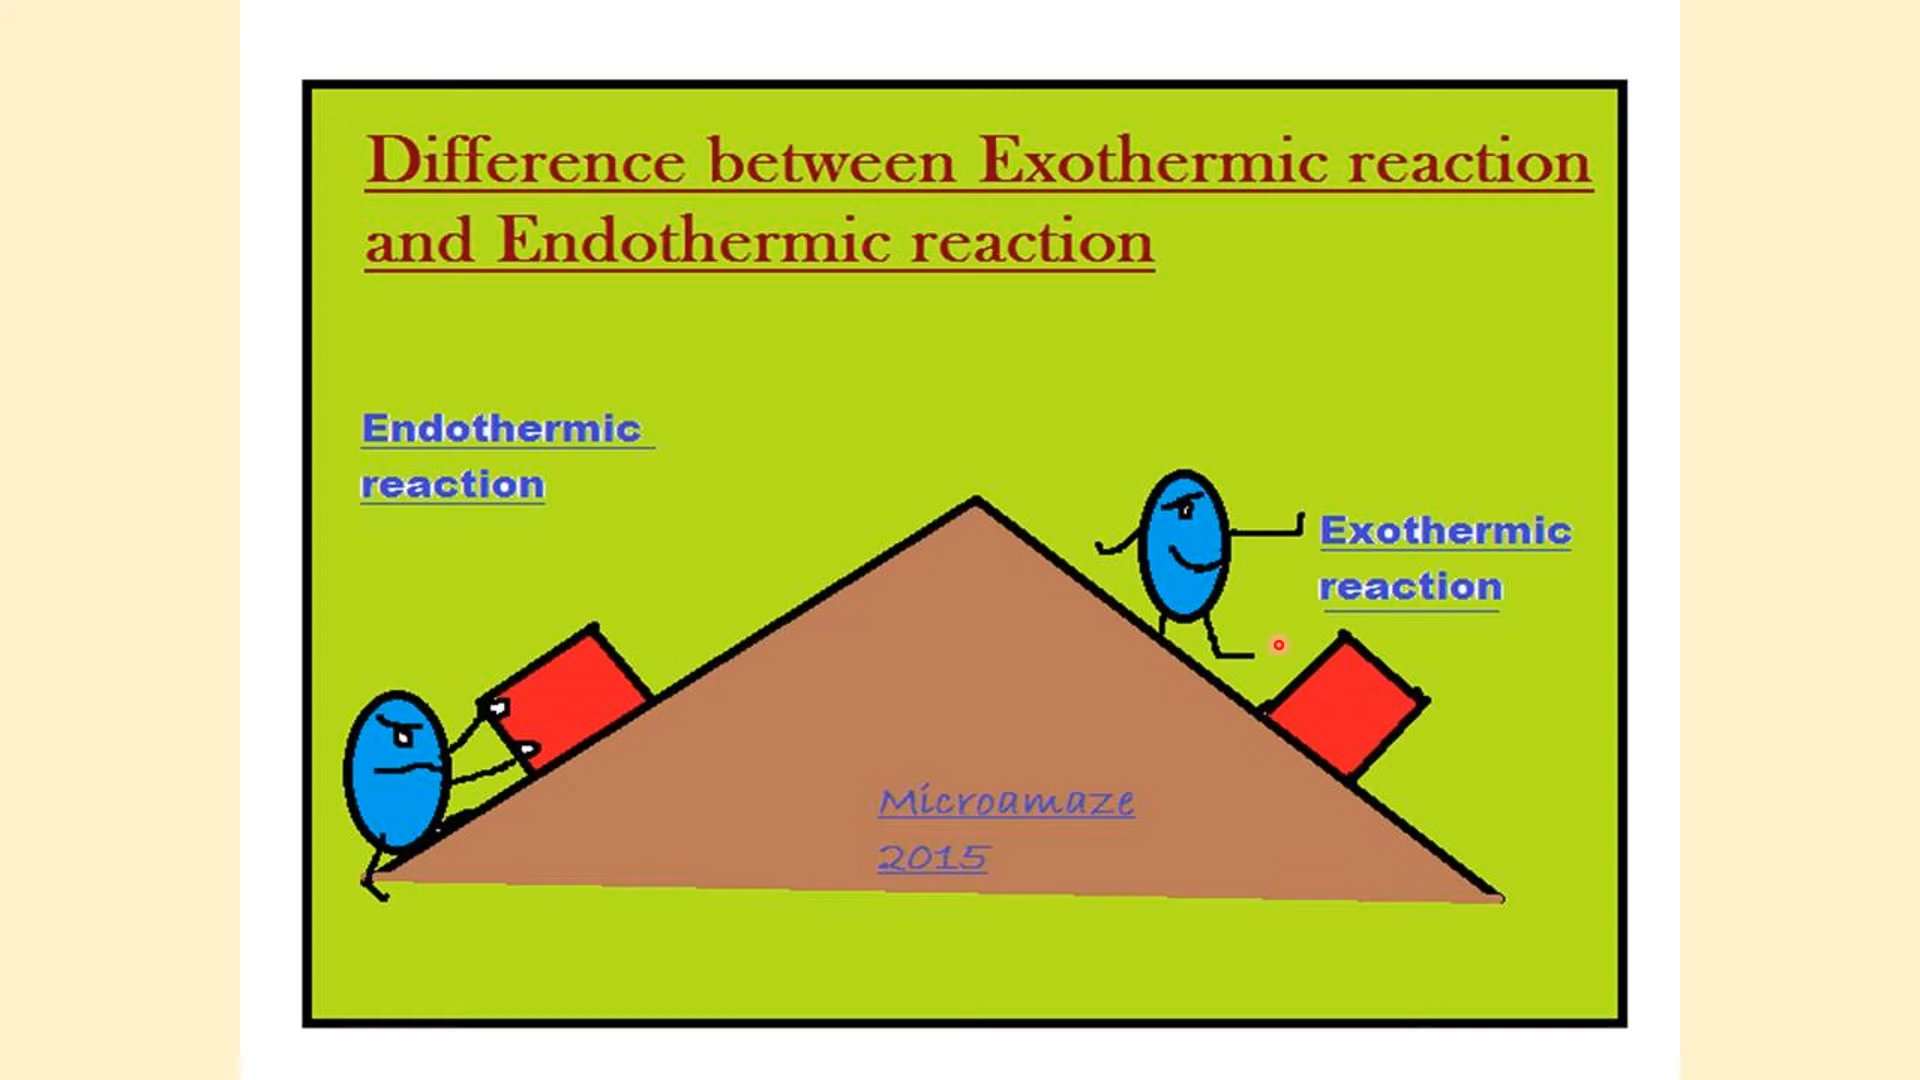 Difference between Exothermic reaction
and Endothermic reaction
Endothermic
reaction
Exothermic
reaction
Microamaze
2015